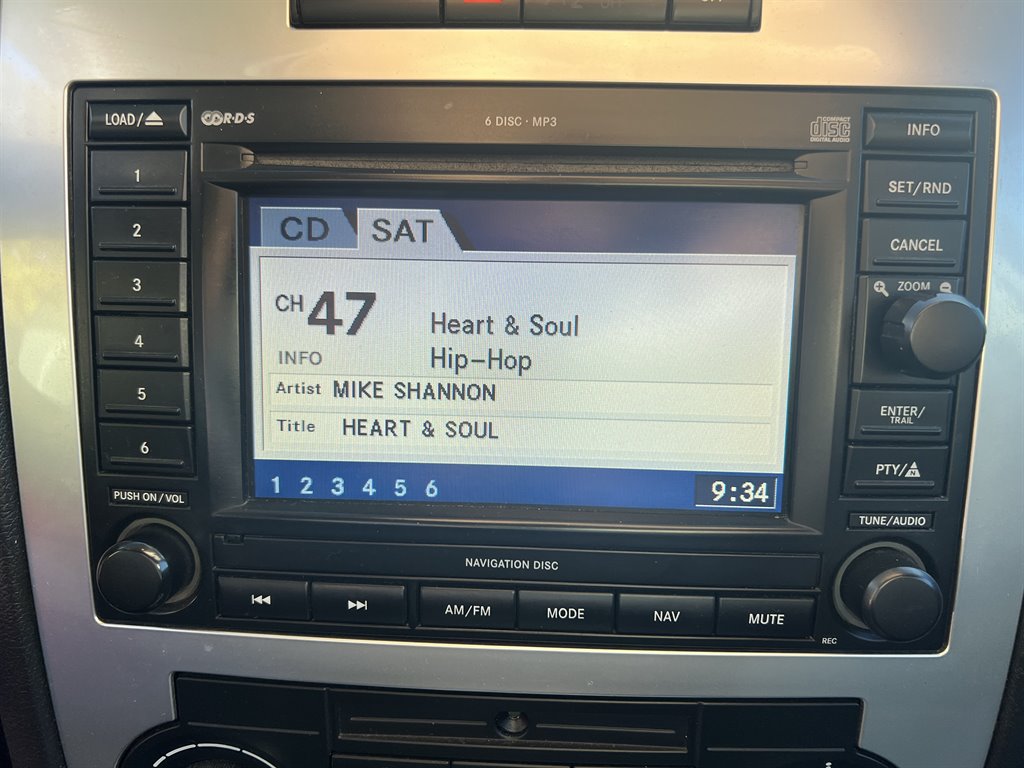 LOAD/
R·D·S
6 DISC · MP3
COMPACT
disc
DIGITAL AUDIO
INFO
1
SET/RND
2
CD
SAT
CANCEL
3
CH 47
Heart & Soul
ZOOM
4
INFO
Hip-Hop
Artist MIKE SHANNON
5
Title HEART & SOUL
ENTER/
TRAIL
6
PTY/
N
1 2 3 4 5 6
9:34
PUSH ON / VOL
TUNE/AUDIO
NAVIGATION DISC
AM/FM
MODE
NAV
MUTE
REC